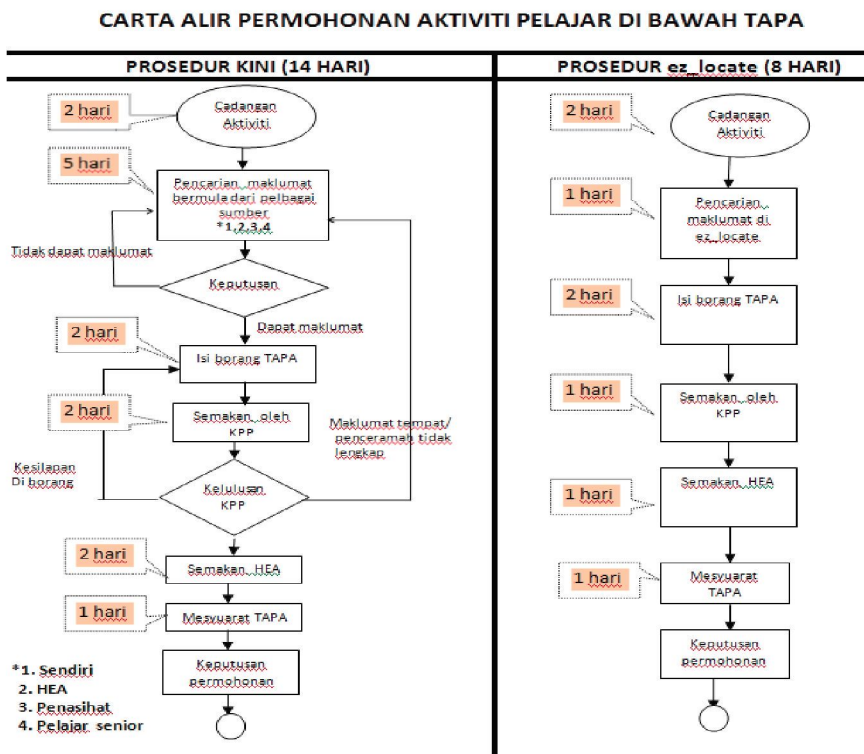 CARTA ALIR PERMOHONAN AKTIVITI PELAJAR DI BAWAH TAPA
PROSEDUR KINI (14 HARI)
2 hari
Cadangan
Aktiviti
5 hari
Pencarian maklumat
bermula dari pelbagai
sumber
*1,2,3,4
Tidak dapat maklumat
Keputusan
Dapat maklumat
2 hari
Isi borang TAPA
2 hari
Semakan oleh
KPP
Maklumat tempat/
penceramah tidak
lengkap
Kesilapan
Di borang
Kelulusan
KPP
2 hari
Semakan HEA
1 hari
Mesyuarat TAPA
Keputusan
permohonan
*1. Sendiri
2. HEA
3. Penasihat
4. Pelajar senior
PROSEDUR ez_locate (8 HARI)
2 hari
Cadangan
Aktiviti
1 hari
Pencarian
maklumat di
ez_locate
2 hari
Isi borang TAPA
1 hari
Semakan oleh
KPP
1 hari
Semakan HEA
1 hari
Mesyuarat
TAPA
Keputusan
permohonan